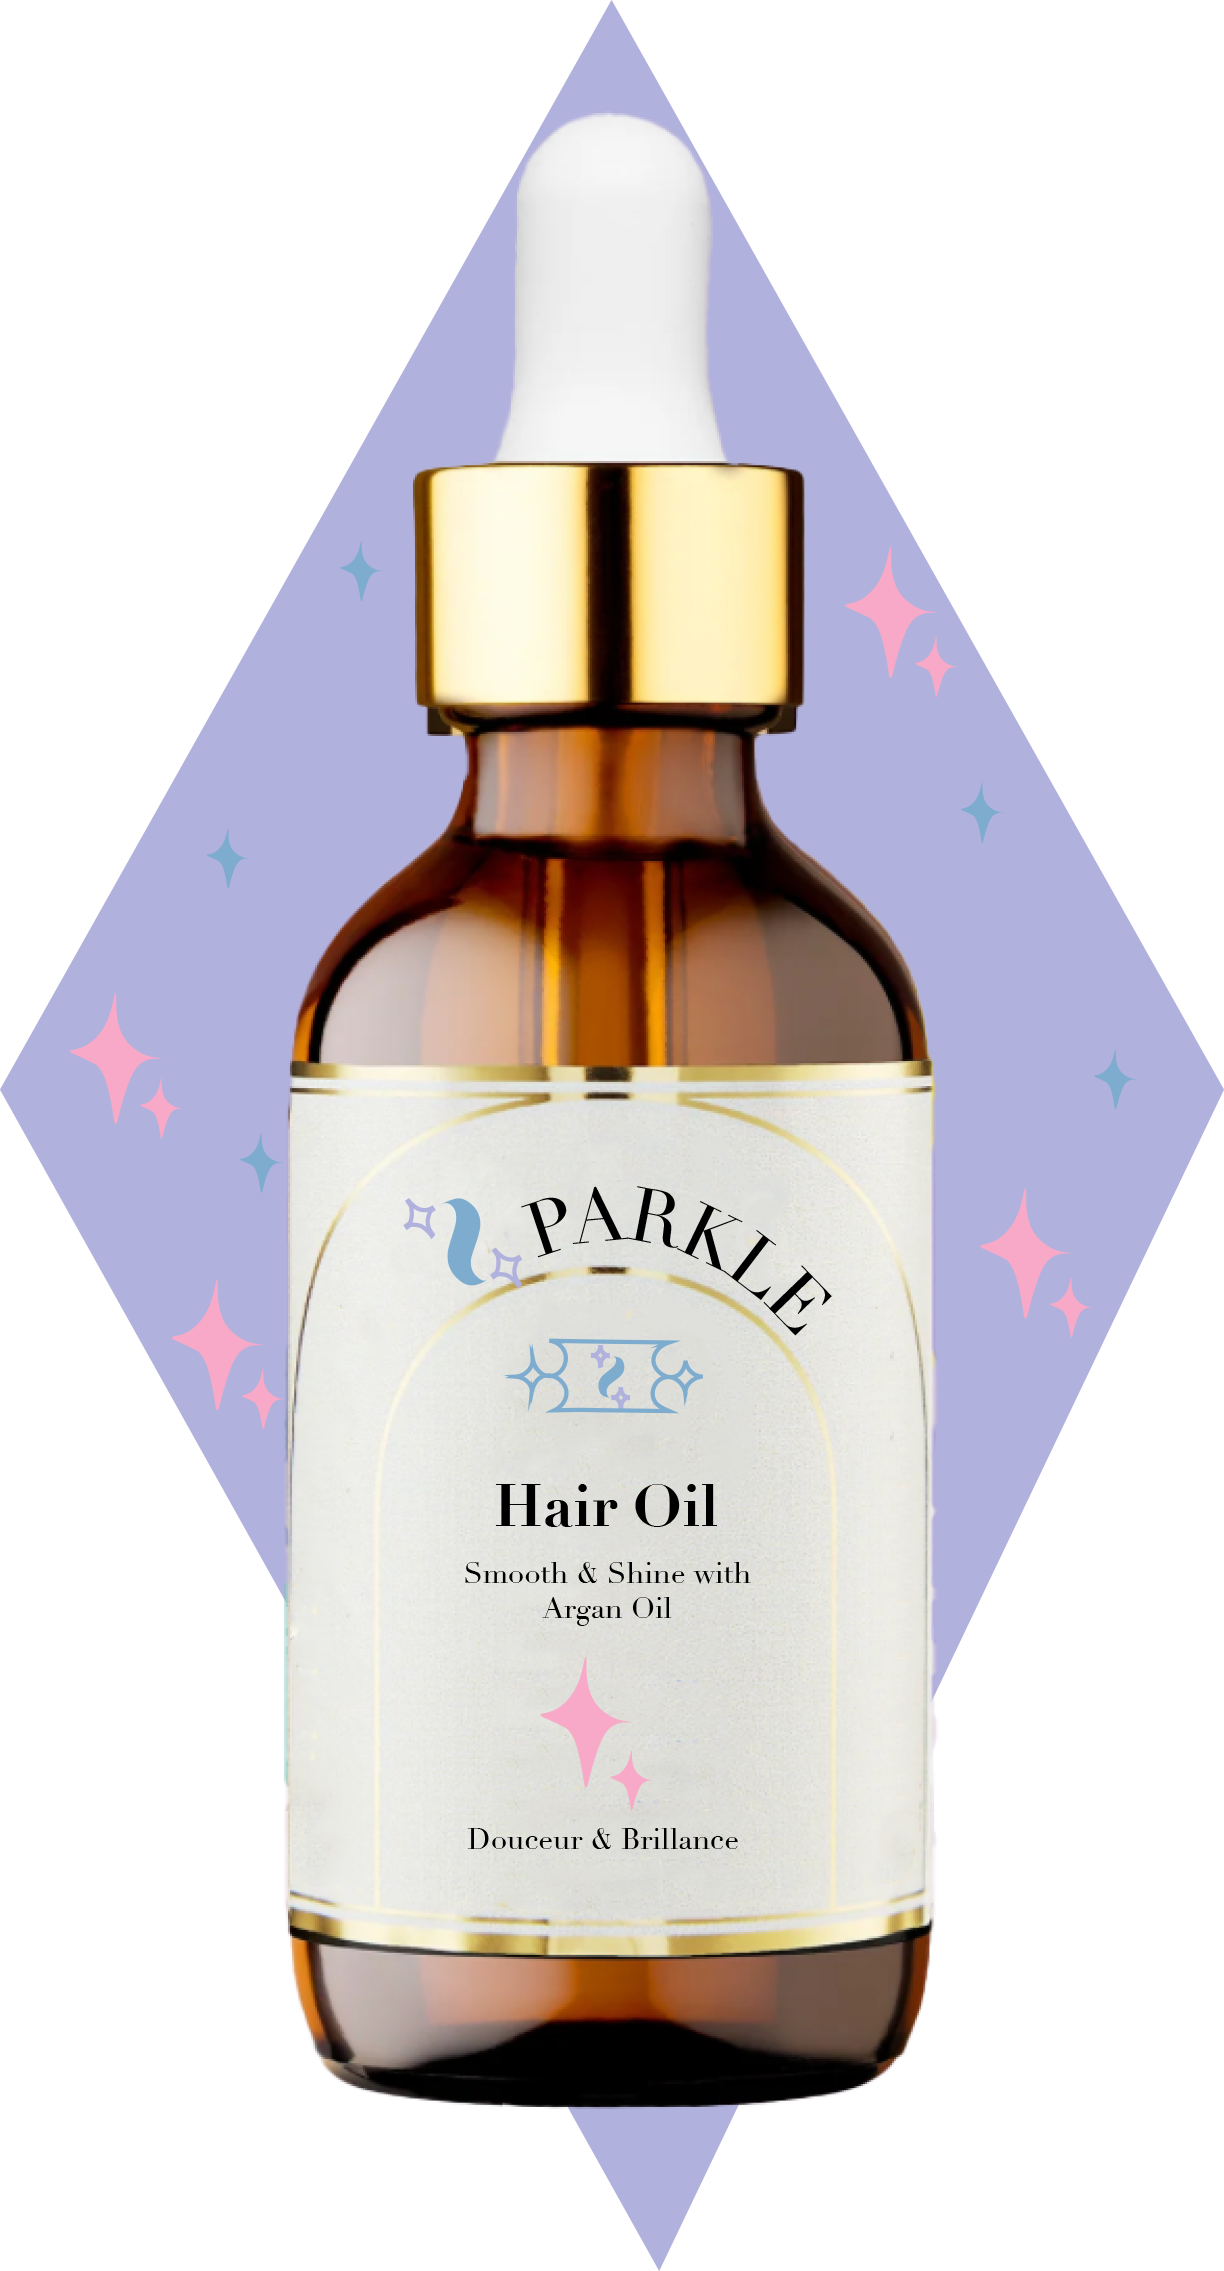 SPARKLE
Hair Oil
Smooth & Shine with
Argan Oil
Douceur & Brillance